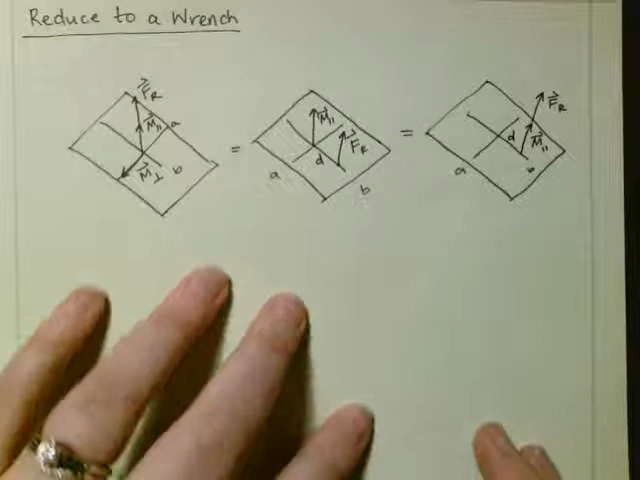 Reduce to a Wrench
F_R M_|| a M_⊥ b = M_|| F_R d a b = F_R d M_|| a b